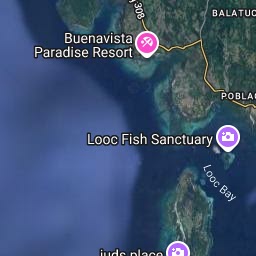 308
BALATUC
Buenavista
Paradise Resort
POBLAC
Looc Fish Sanctuary
Looc Bay
juds place